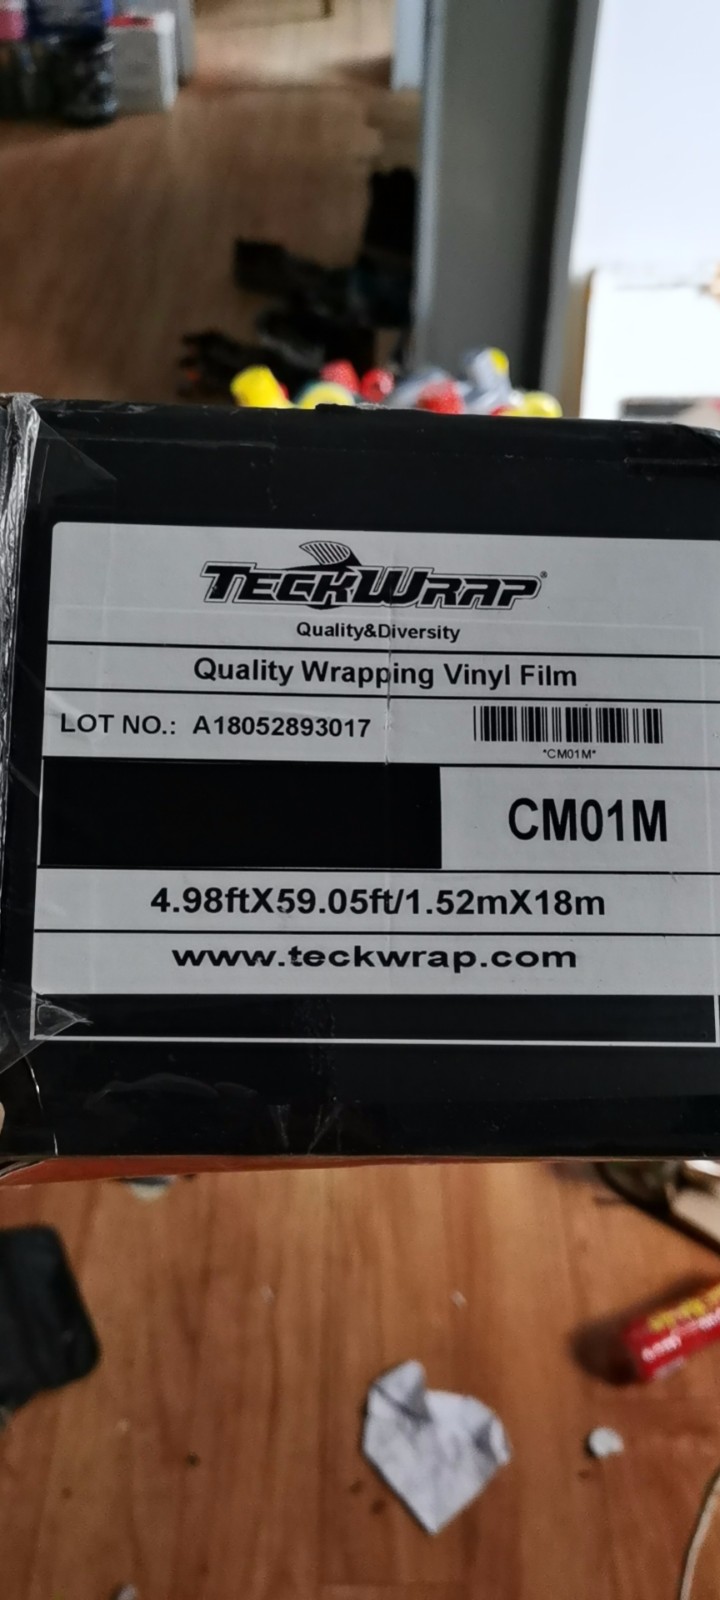 TECKWRAP®
Quality&Diversity
Quality Wrapping Vinyl Film
LOT NO.: A18052893017
*CM01M*
CM01M
4.98ftX59.05ft/1.52mX18m
www.teckwrap.com